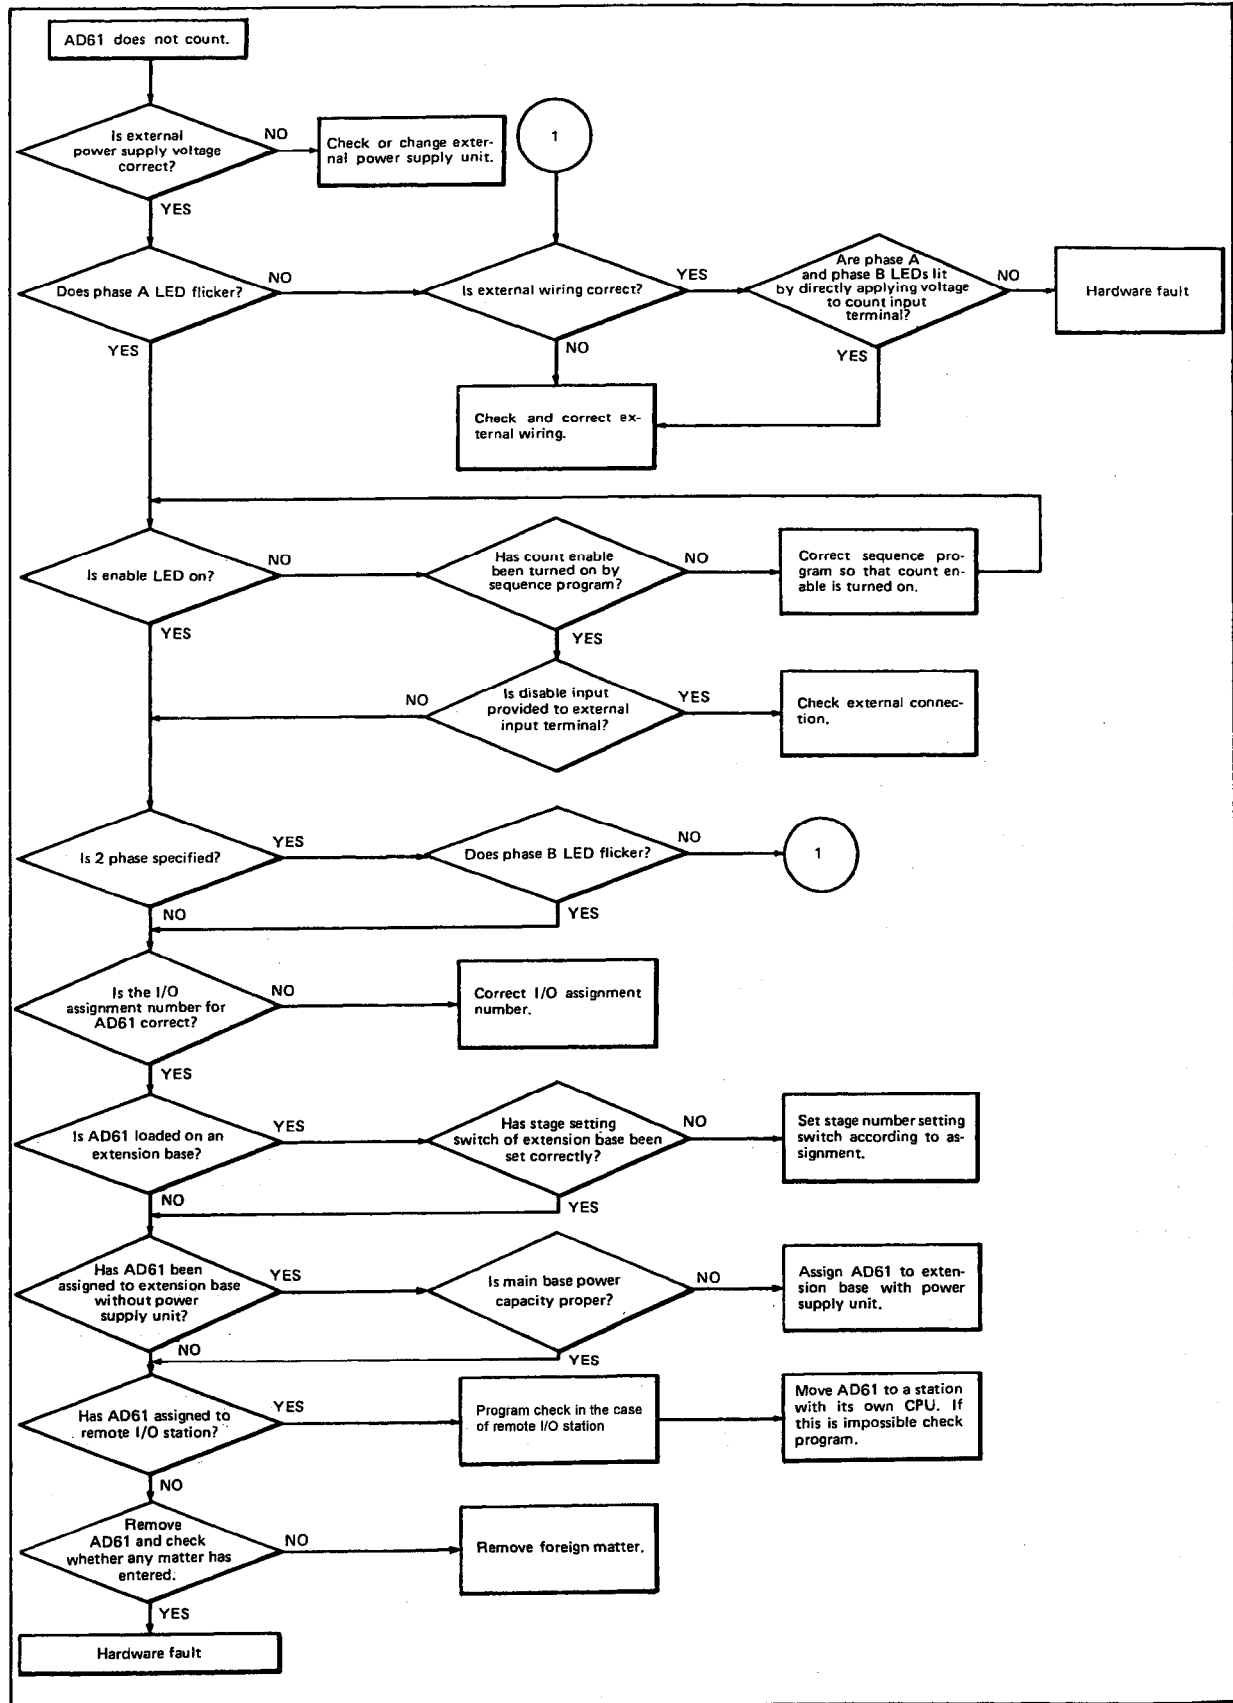 AD61 does not count.
Is external
power supply voltage
correct?
NO
Check or change exter-
nal power supply unit.
1
YES
Does phase A LED flicker?
NO
Is external wiring correct?
YES
Are phase A
and phase B LEDs lit
by directly applying voltage
to count input
terminal?
NO
Hardware fault
YES
NO
YES
Check and correct ex-
ternal wiring.
Is enable LED on?
NO
Has count enable
been turned on by
sequence program?
NO
Correct sequence pro-
gram so that count en-
able is turned on.
YES
YES
NO
Is disable input
provided to external
input terminal?
YES
Check external connec-
tion.
Is 2 phase specified?
YES
Does phase B LED flicker?
NO
1
NO
YES
Is the I/O
assignment number for
AD61 correct?
NO
Correct I/O assignment
number.
YES
Is AD61 loaded on an
extension base?
YES
Has stage setting
switch of extension base been
set correctly?
NO
Set stage number setting
switch according to as-
signment.
NO
YES
Has AD61 been
assigned to extension base
without power
supply unit?
YES
Is main base power
capacity proper?
NO
Assign AD61 to exten-
sion base with power
supply unit.
NO
YES
Has AD61 assigned to
remote I/O station?
YES
Program check in the case
of remote I/O station
Move AD61 to a station
with its own CPU. If
this is impossible check
program.
NO
Remove
AD61 and check
whether any matter has
entered.
NO
Remove foreign matter.
YES
Hardware fault